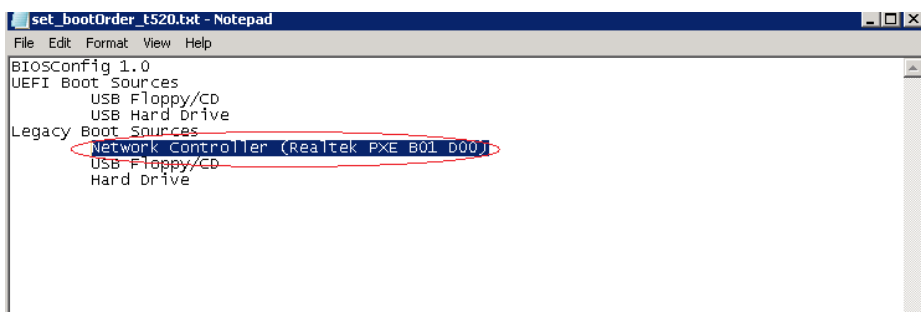 set_bootOrder_t520.txt - Notepad
File Edit Format View Help
BIOSConfig 1.0
UEFI Boot Sources
USB Floppy/CD
USB Hard Drive
Legacy Boot Sources
Network Controller (Realtek PXE B01 D00)
USB Floppy/CD
Hard Drive